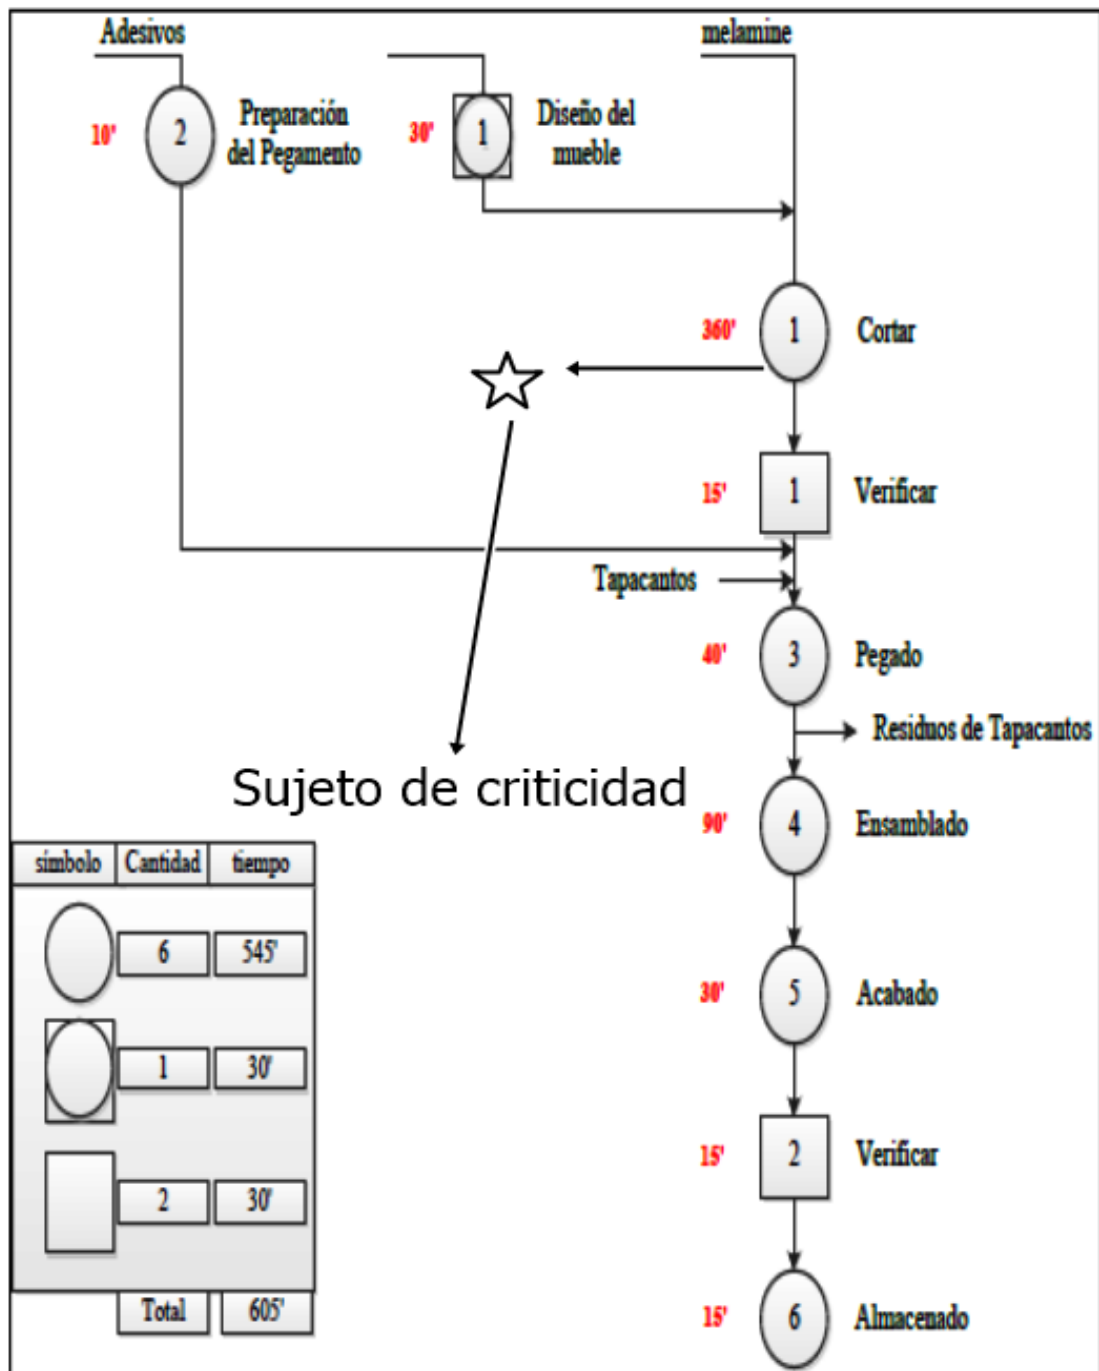 Adesivos
melamine
10'
2
Preparación
del Pegamento
30'
1
Diseño del
mueble
360'
1
Cortar
15'
1
Verificar
Tapacantos
40'
3
Pegado
Residuos de Tapacantos
Sujeto de criticidad
90'
4
Ensamblado
símbolo Cantidad tiempo
6 545'
1 30'
2 30'
Total 605'
30'
5
Acabado
15'
2
Verificar
15'
6
Almacenado